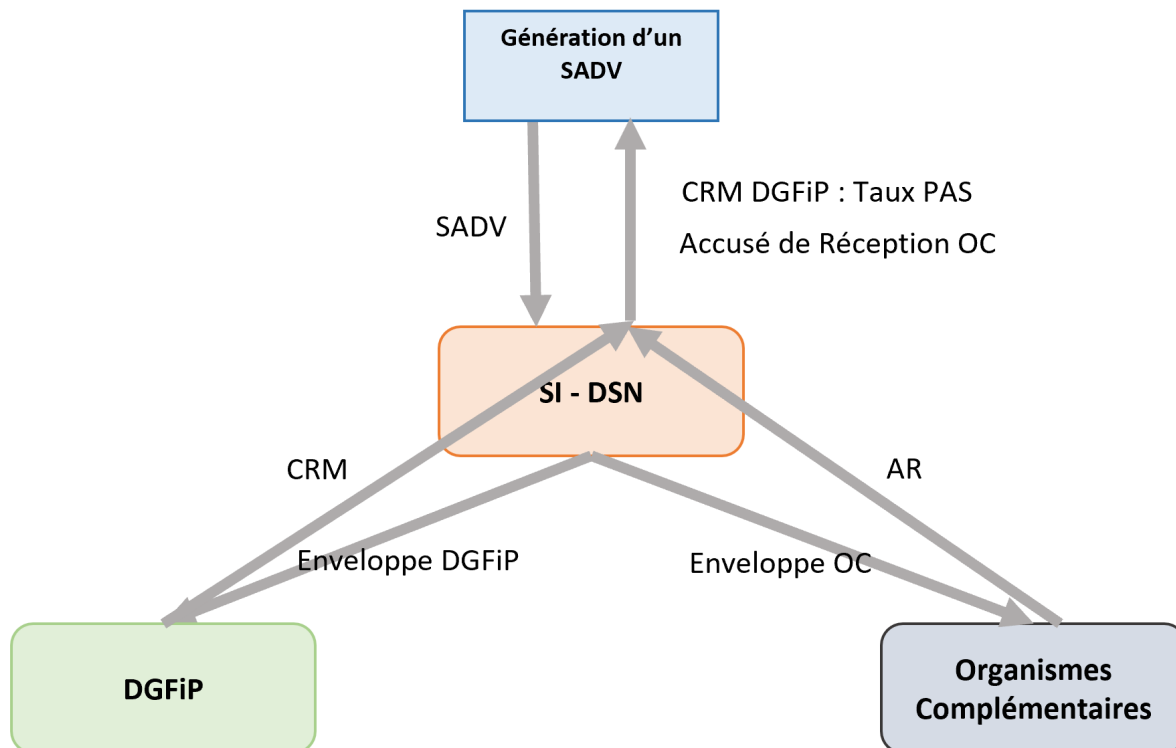 Génération d'un
SADV
SADV
CRM DGFiP : Taux PAS
Accusé de Réception OC
SI - DSN
CRM
AR
Enveloppe DGFiP
Enveloppe OC
DGFiP
Organismes
Complémentaires